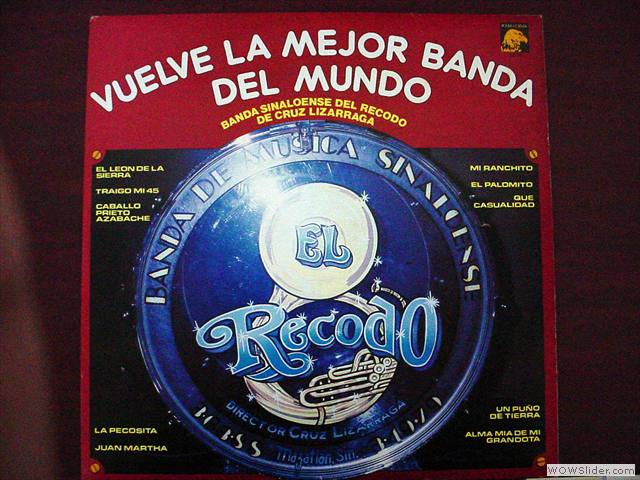 VUELVE LA MEJOR BANDA
DEL MUNDO
BANDA SINALOENSE DEL RECODO
DE CRUZ LIZARRAGA
EL LEON DE LA
SIERRA
TRAIGO MI 45
CABALLO
PRIETO
AZABACHE
MI RANCHITO
EL PALOMITO
QUE
CASUALIDAD
BANDA DE MUSICA SINALOENSE
EL
RECODO
DIRECTOR CRUZ LIZARRAGA
Mazatlan, Sin.
LA PECOSITA
JUAN MARTHA
UN PUÑO
DE TIERRA
ALMA MIA DE MI
GRANDOTA
WOWSlider.com